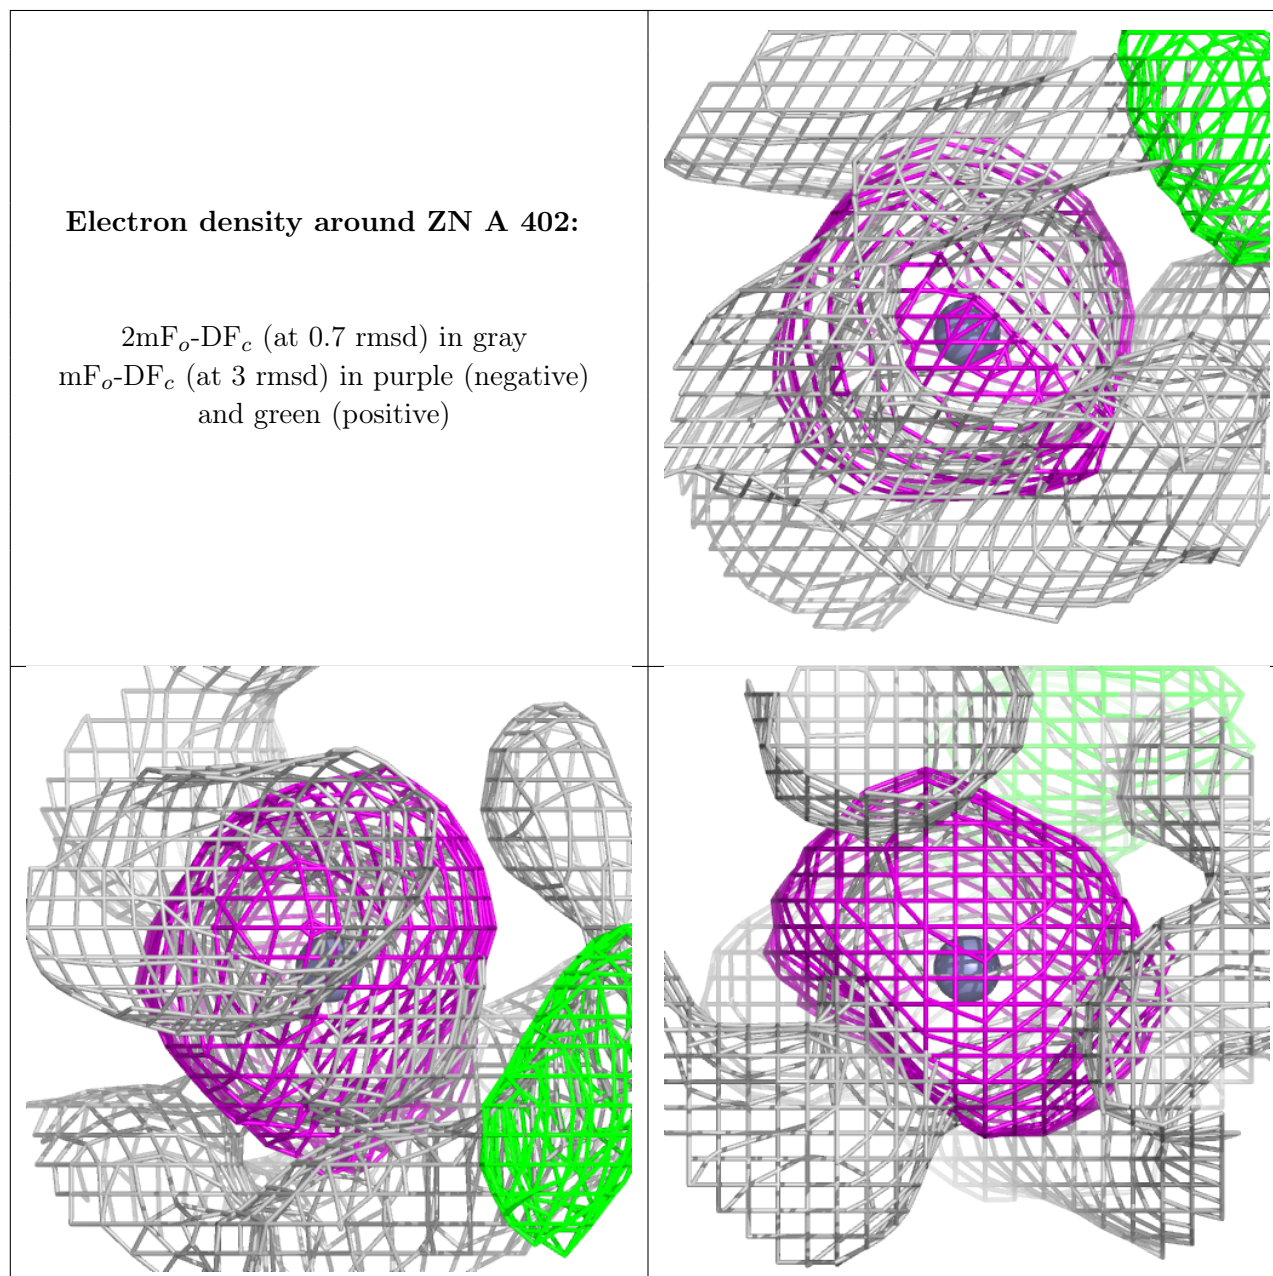 Electron density around ZN A 402:
2mFo-DFc (at 0.7 rmsd) in gray
mFo-DFc (at 3 rmsd) in purple (negative)
and green (positive)